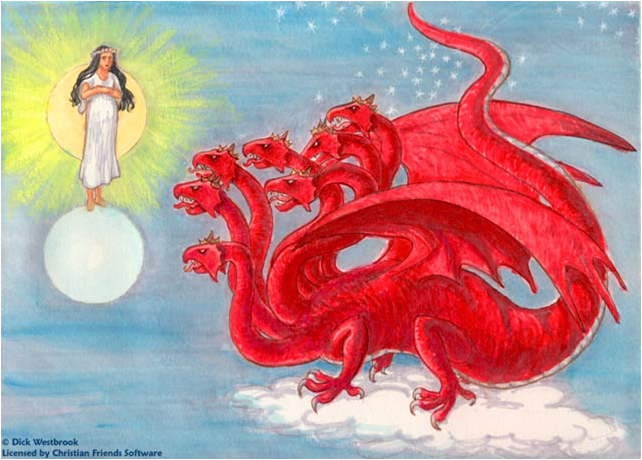 © Dick Westbrook
Licensed by Christian Friends Software